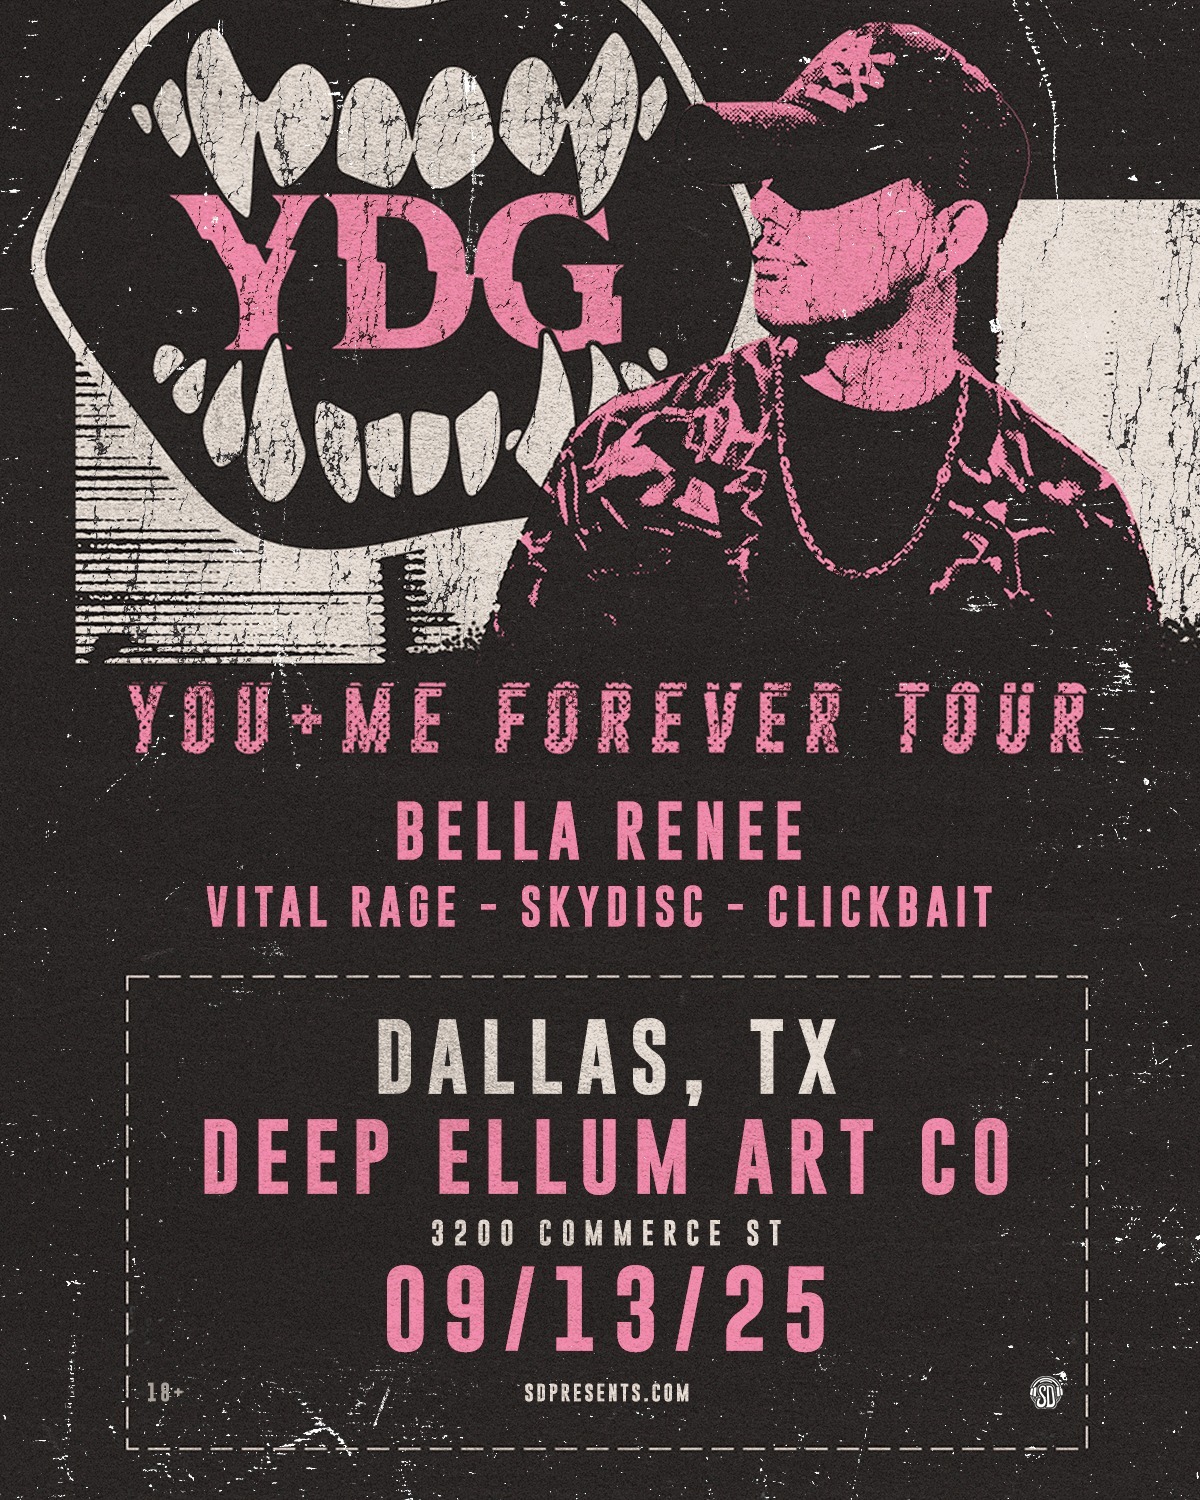 YDG
YOU+ME FOREVER TOUR
BELLA RENEE
VITAL RAGE - SKYDISC - CLICKBAIT
DALLAS, TX
DEEP ELLUM ART CO
3200 COMMERCE ST
09/13/25
18+
SDPRESENTS.COM
SD